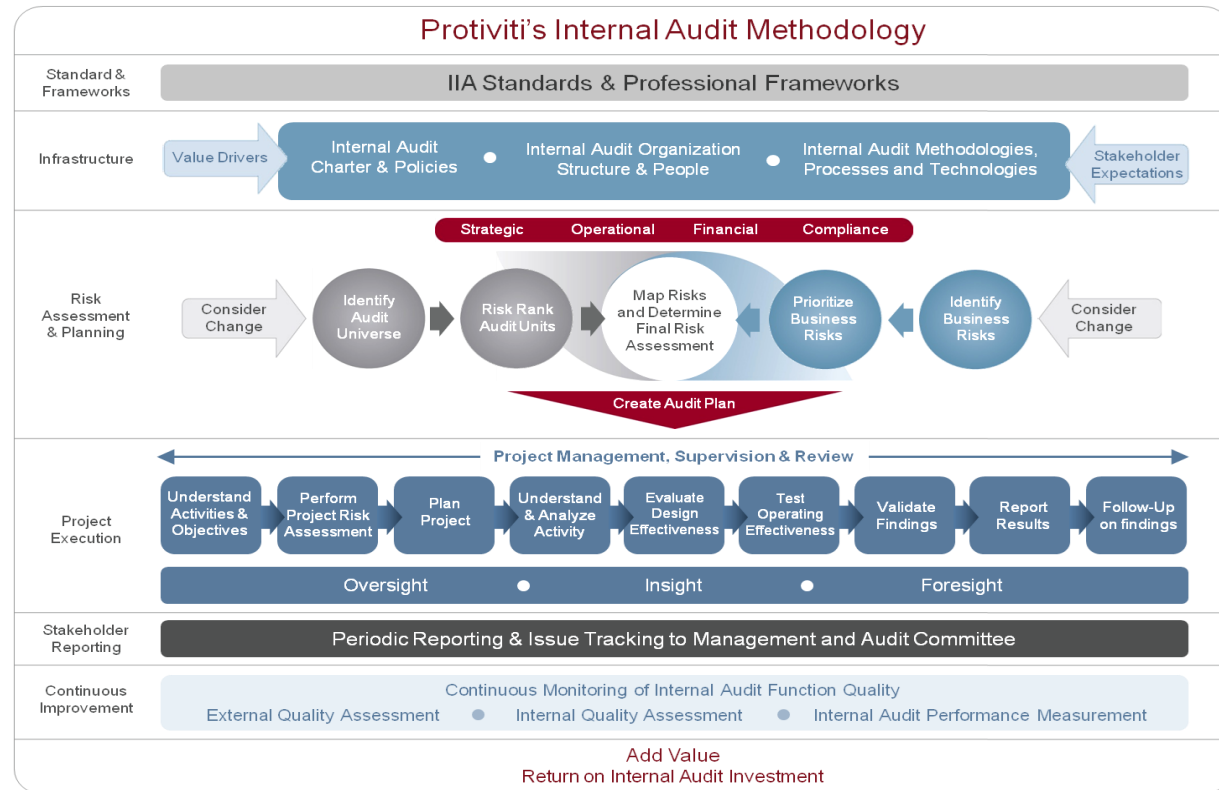 Protiviti's Internal Audit Methodology
Standard &
Frameworks
IIA Standards & Professional Frameworks
Infrastructure
Value Drivers
Internal Audit
Charter & Policies
Internal Audit Organization
Structure & People
Internal Audit Methodologies,
Processes and Technologies
Stakeholder
Expectations
Strategic Operational Financial Compliance
Risk
Assessment
& Planning
Consider
Change
Identify
Audit
Universe
Risk Rank
Audit Units
Map Risks
and Determine
Final Risk
Assessment
Prioritize
Business
Risks
Identify
Business
Risks
Consider
Change
Create Audit Plan
Project Management, Supervision & Review
Project
Execution
Understand
Activities &
Objectives
Perform
Project Risk
Assessment
Plan
Project
Understand
& Analyze
Activity
Evaluate
Design
Effectiveness
Test
Operating
Effectiveness
Validate
Findings
Report
Results
Follow-Up
on findings
Oversight Insight Foresight
Stakeholder
Reporting
Periodic Reporting & Issue Tracking to Management and Audit Committee
Continuous
Improvement
Continuous Monitoring of Internal Audit Function Quality
External Quality Assessment Internal Quality Assessment Internal Audit Performance Measurement
Add Value
Return on Internal Audit Investment